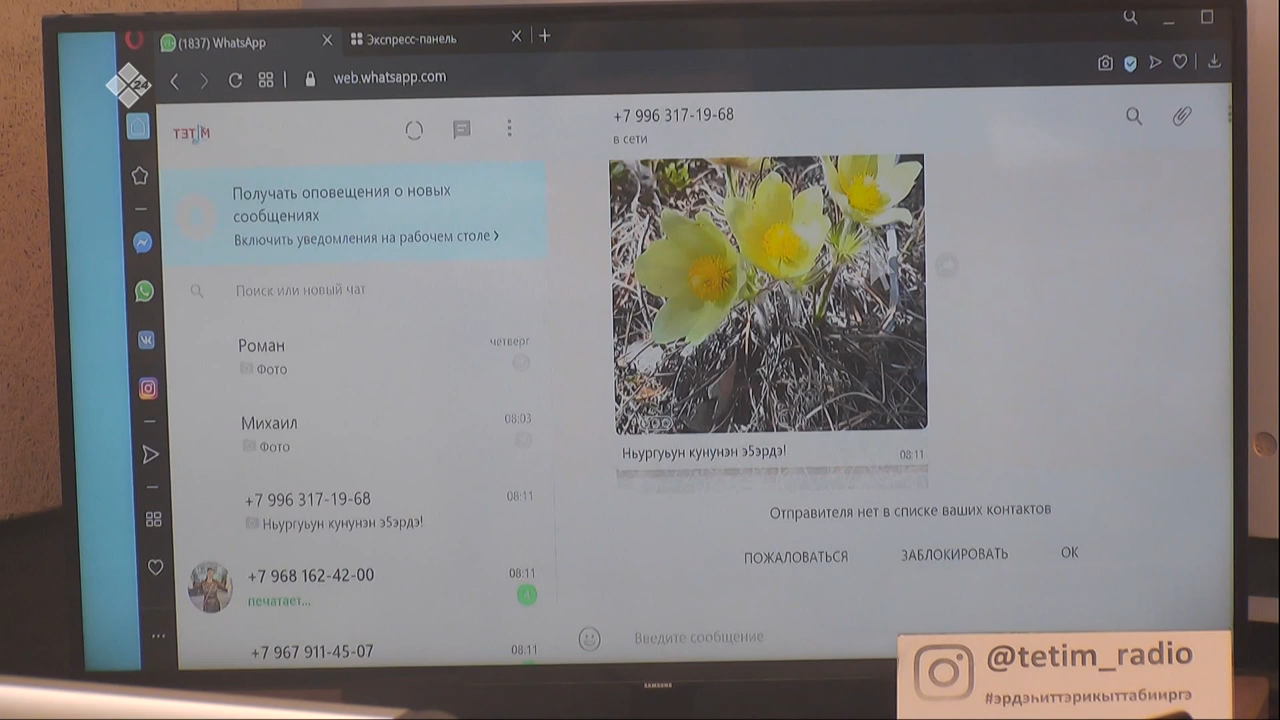 (1837) WhatsApp
Экспресс-панель
web.whatsapp.com
ТЭТІМ
+7 996 317-19-68
в сети
Получать оповещения о новых
сообщениях
Включить уведомления на рабочем столе
Поиск или новый чат
Роман
четверг
Фото
Михаил
08:03
Фото
+7 996 317-19-68
08:11
Ньургуьун кунунэн э5эрдэ!
+7 968 162-42-00
08:11
печатает...
+7 967 911-45-07
08:11
Ньургуьун кунунэн э5эрдэ!
08:11
Отправителя нет в списке ваших контактов
ПОЖАЛОВАТЬСЯ
ЗАБЛОКИРОВАТЬ
ОК
Введите сообщение
SAMSUNG
@tetim_radio
#эрдэһиттэрикыттабииргэ